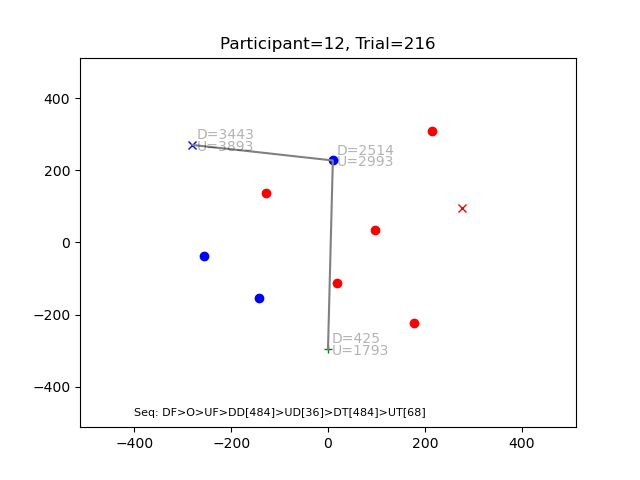 Participant=12, Trial=216
D=3443
U=3893
D=2514
U=2993
D=425
U=1793
Seq: DF>O>UF>DD[484]>UD[36]>DT[484]>UT[68]
400
200
0
−200
−400
−400 −200 0 200 400